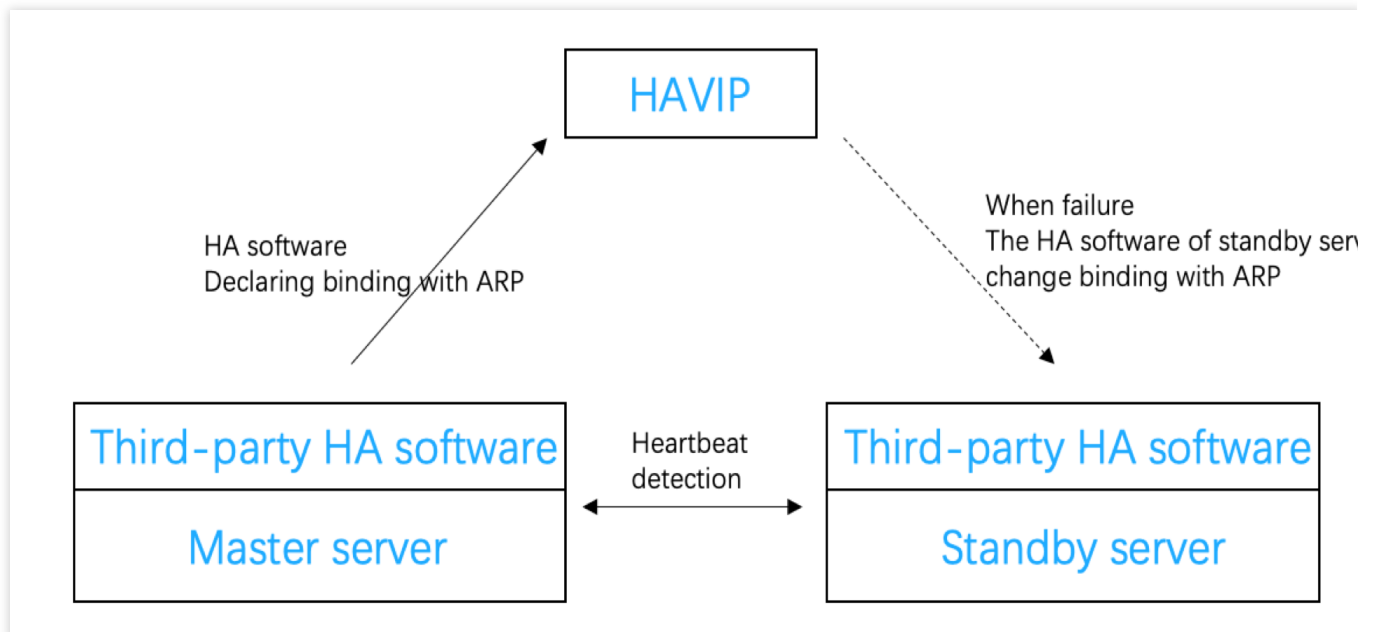 HAVIP
HA software
Declaring binding with ARP
When failure
The HA software of standby
change binding with ARP
Third-party HA software
Master server
Heartbeat
detection
Third-party HA software
Standby server